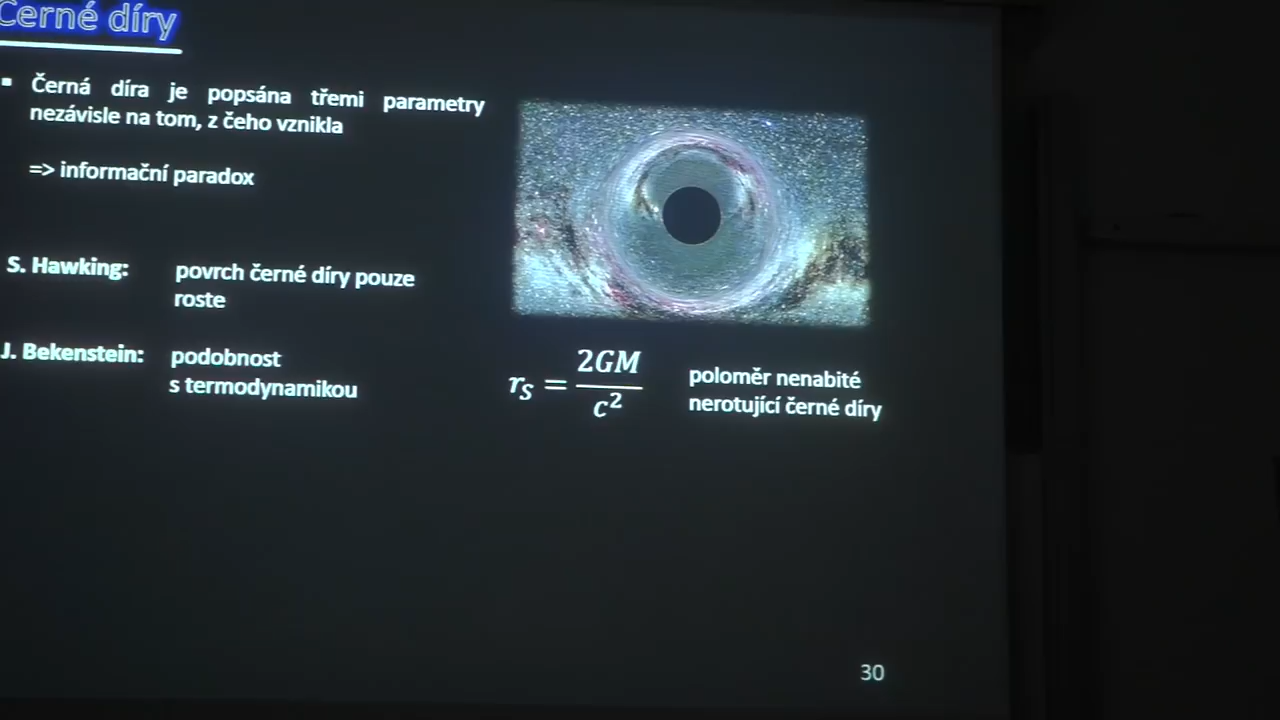 Černé díry
▪ Černá díra je popsána třemi parametry
nezávisle na tom, z čeho vznikla
=> informační paradox
S. Hawking: povrch černé díry pouze
roste
J. Bekenstein: podobnost
s termodynamikou
r_S = 2GM / c²
poloměr nenabité
nerotující černé díry
30